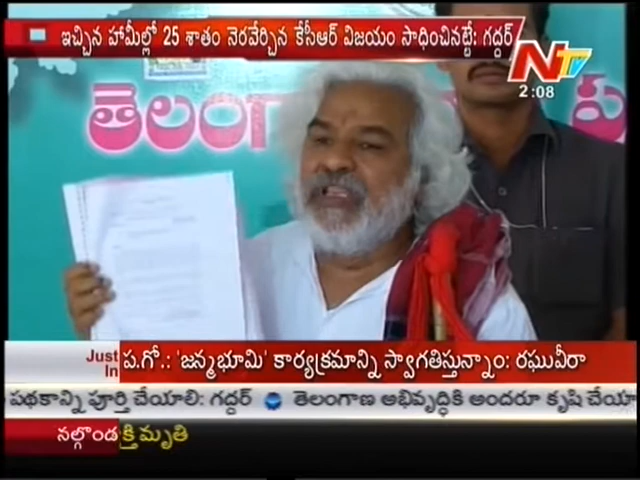 ఇచ్చిన హామీల్లో 25 శాతం నెరవేర్చిన కేసీఆర్ విజయం సాధించినట్టే: గద్దర్
NTV
2:08
తెలంగా
Just In
ప.గో.: 'జన్మభూమి' కార్యక్రమాన్ని స్వాగతిస్తున్నాం: రఘువీరా
పథకాన్ని పూర్తి చేయాలి: గద్దర్ తెలంగాణ అభివృద్ధికి అందరూ కృషి చేయా
నల్గొండ
క్తి మృతి